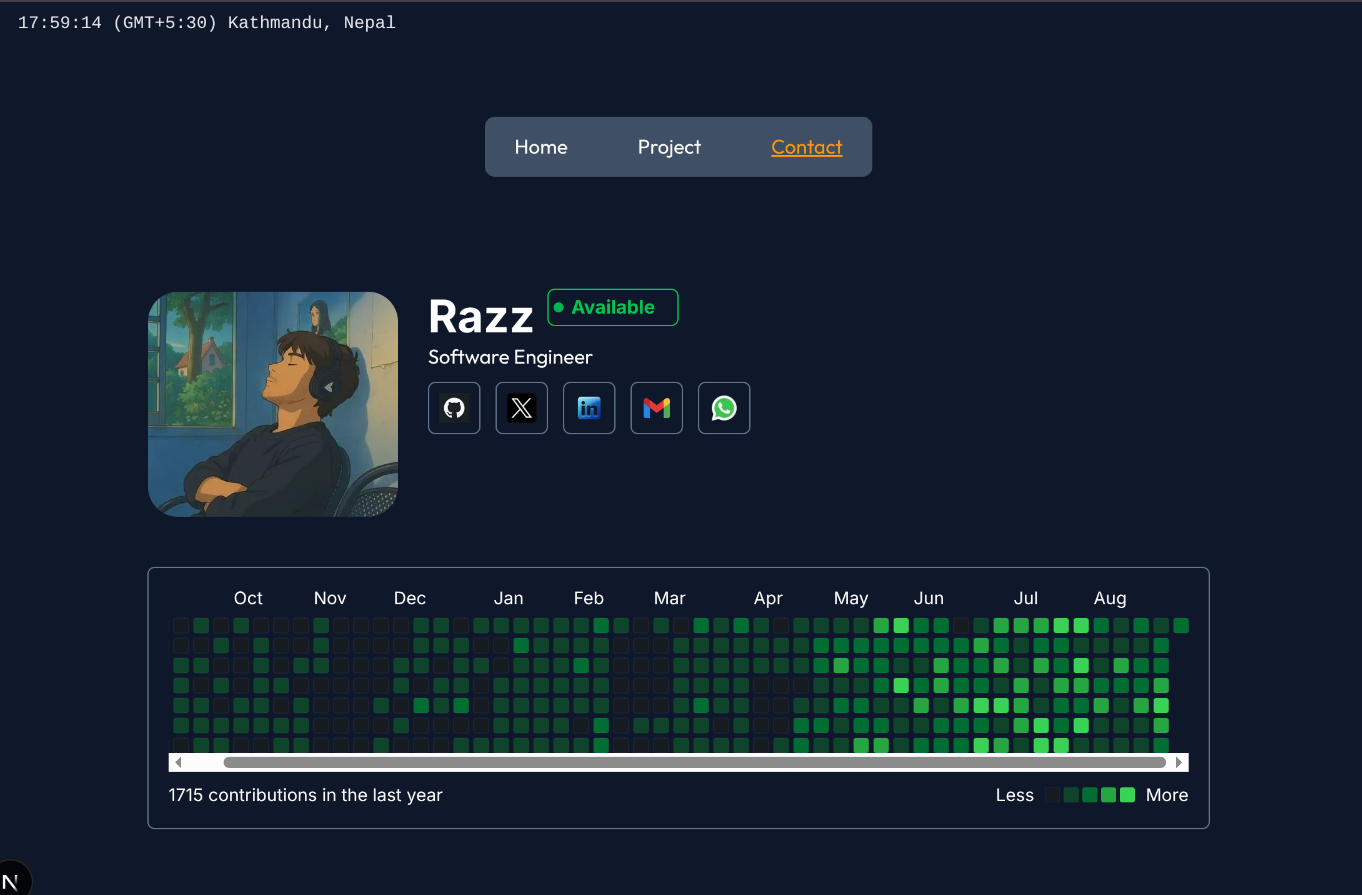 17:59:14 (GMT+5:30) Kathmandu, Nepal
Home Project Contact
Razz Available
Software Engineer
in
Oct Nov Dec Jan Feb Mar Apr May Jun Jul Aug
1715 contributions in the last year Less More
N